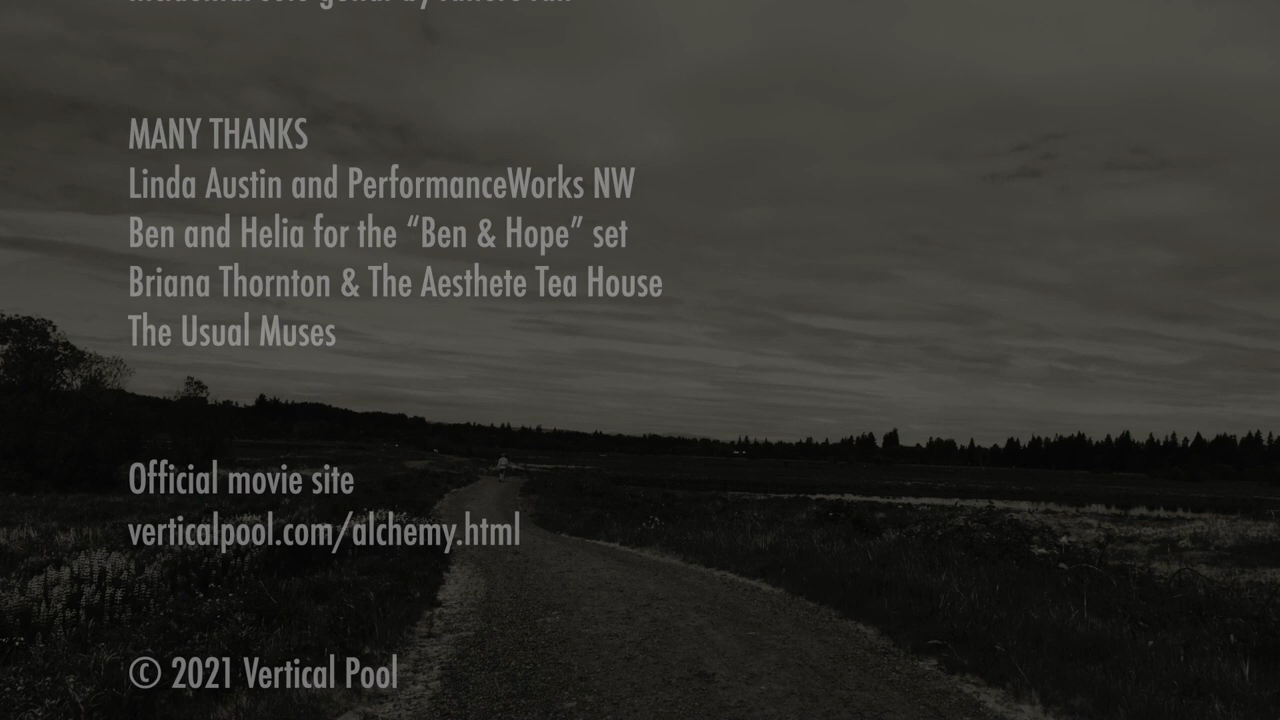 MANY THANKS
Linda Austin and PerformanceWorks NW
Ben and Helia for the “Ben & Hope” set
Briana Thornton & The Aesthete Tea House
The Usual Muses
Official movie site
verticalpool.com/alchemy.html
© 2021 Vertical Pool